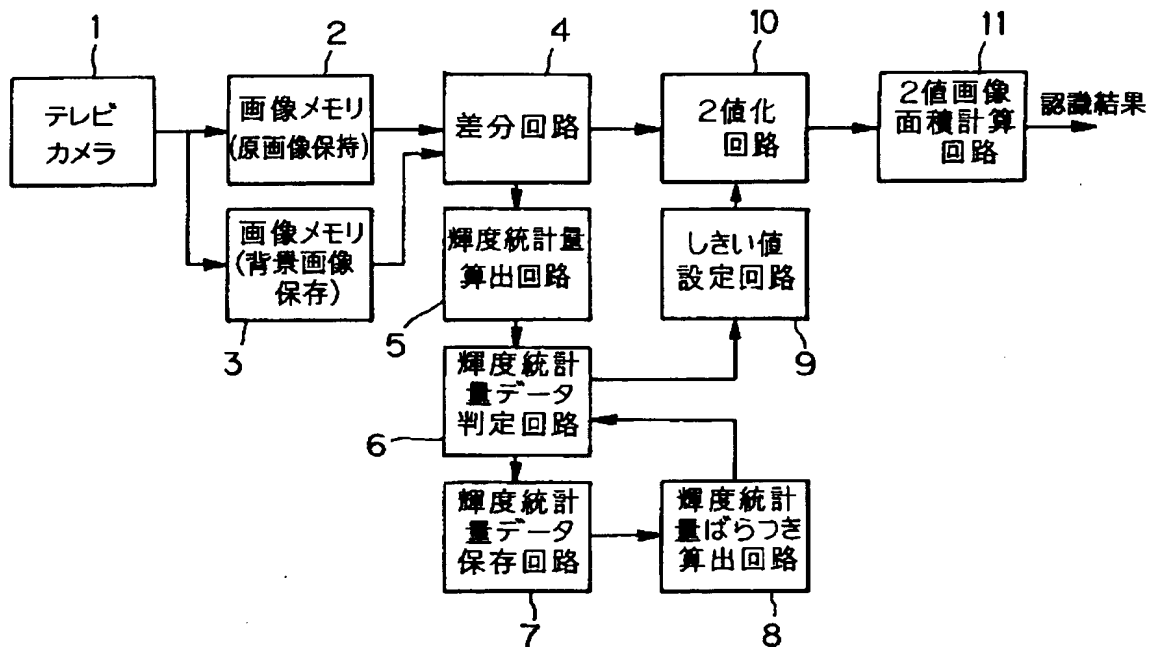 1
テレビ
カメラ
2
画像メモリ
(原画像保持)
3
画像メモリ
(背景画像
保存)
4
差分回路
5
輝度統計量
算出回路
6
輝度統計
量データ
判定回路
7
輝度統計
量データ
保存回路
8
輝度統計
量ばらつき
算出回路
9
しきい値
設定回路
10
2値化
回路
11
2値画像
面積計算
回路
認識結果